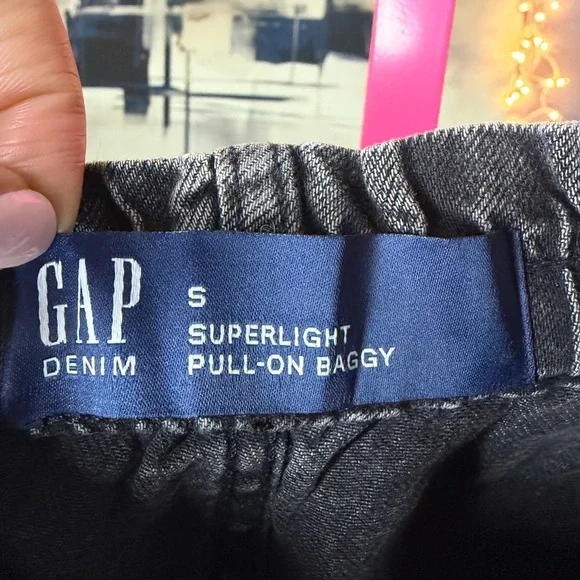 GAP
DENIM
S
SUPERLIGHT
PULL-ON BAGGY